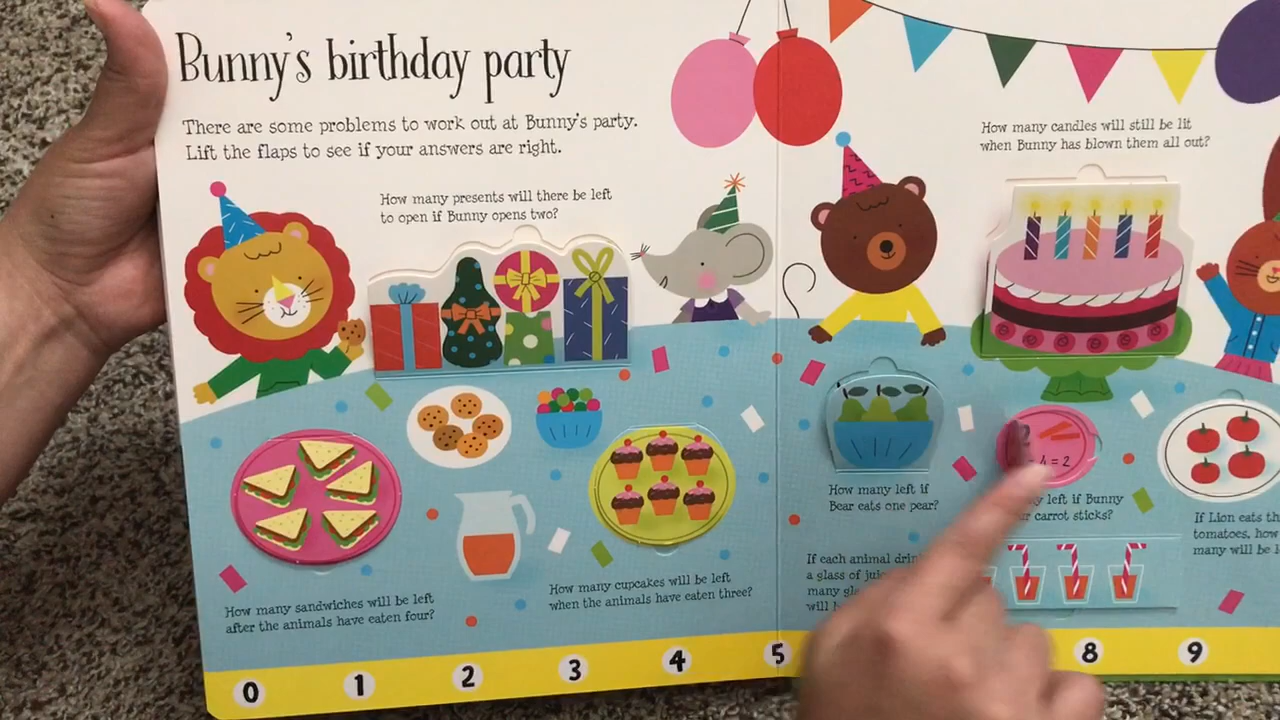 Bunny's birthday party
There are some problems to work out at Bunny's party.
Lift the flaps to see if your answers are right.
How many presents will there be left
to open if Bunny opens two?
How many candles will still be lit
when Bunny has blown them all out?
How many sandwiches will be left
after the animals have eaten four?
How many cupcakes will be left
when the animals have eaten three?
How many left if
Bear eats one pear?
2
4=2
left if Bunny
carrot sticks?
If each animal
a glass of
many
will
If Lion eats
tomatoes, how
many will be
0 1 2 3 4 5 8 9